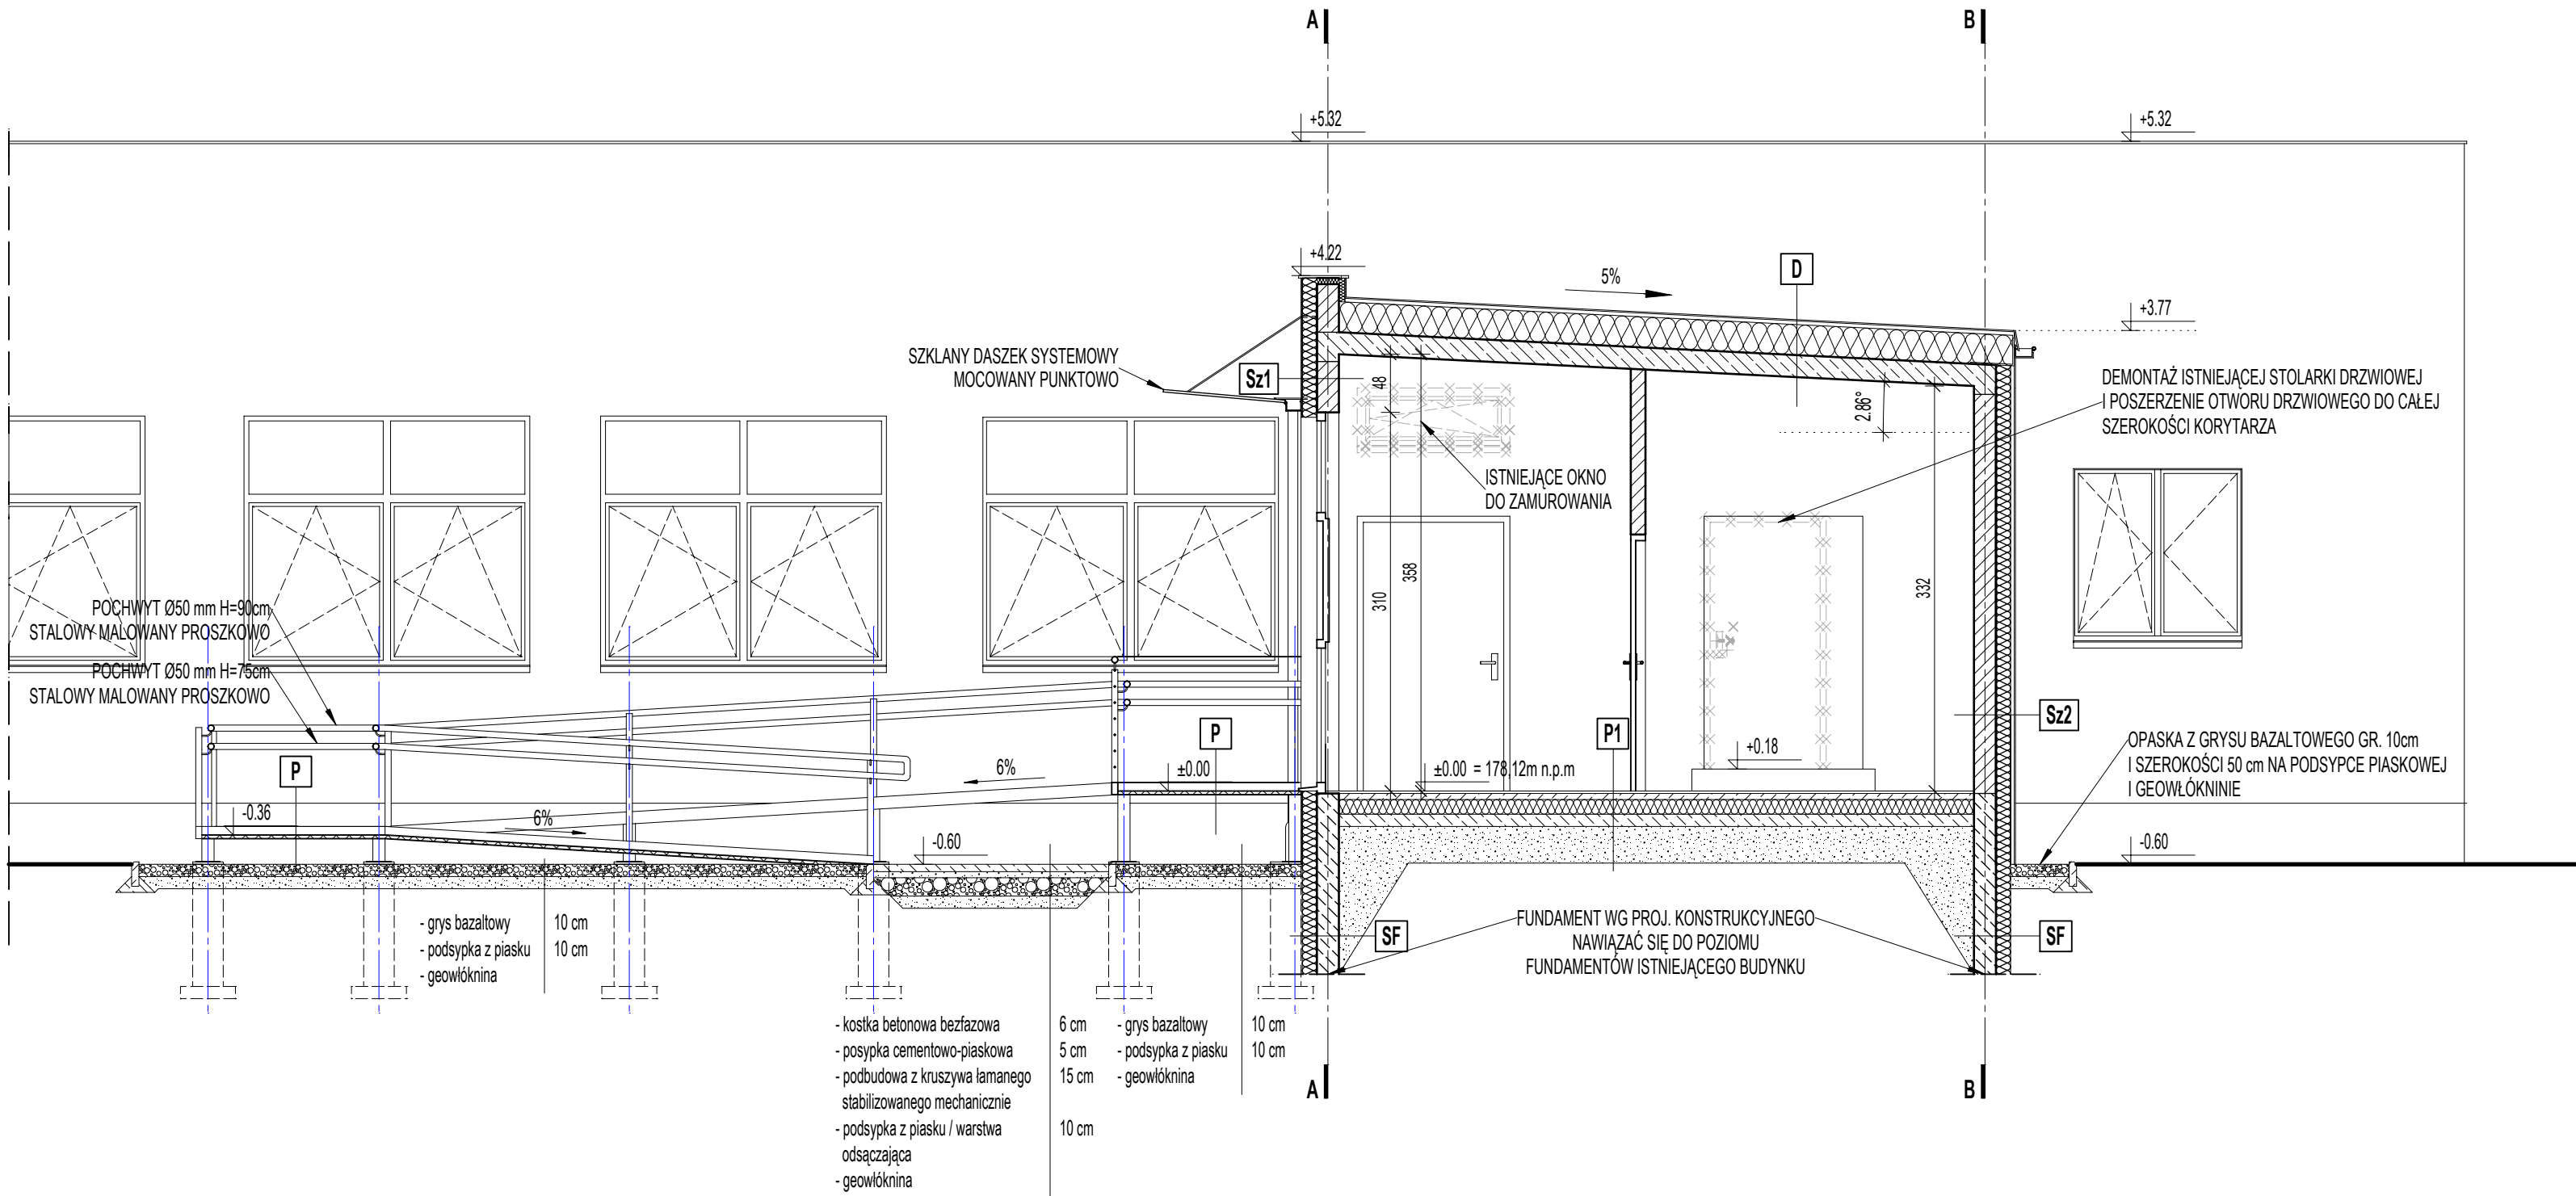 A
B
+5.32
+5.32
+4.22
5%
D
+3.77
SZKLANY DASZEK SYSTEMOWY
MOCOWANY PUNKTOWO
Sz1
48
2.86°
DEMONTAŻ ISTNIEJĄCEJ STOLARKI DRZWIOWEJ
I POSZERZENIE OTWORU DRZWIOWEGO DO CAŁEJ
SZEROKOŚCI KORYTARZA
ISTNIEJĄCE OKNO
DO ZAMUROWANIA
310
358
332
POCHWYT Ø50 mm H=90cm
STALOWY MALOWANY PROSZKOWO
POCHWYT Ø50 mm H=75cm
STALOWY MALOWANY PROSZKOWO
P
P
P1
Sz2
+0.18
6%
±0.00
±0.00 = 178,12m n.p.m
OPASKA Z GRYSU BAZALTOWEGO GR. 10cm
I SZEROKOŚCI 50 cm NA PODSYPCE PIASKOWEJ
I GEOWŁÓKNINIE
-0.36
6%
-0.60
-0.60
- grys bazaltowy 10 cm
- podsypka z piasku 10 cm
- geowłóknina
SF
FUNDAMENT WG PROJ. KONSTRUKCYJNEGO
NAWIĄZAĆ SIĘ DO POZIOMU
FUNDAMENTÓW ISTNIEJĄCEGO BUDYNKU
SF
- kostka betonowa bezfazowa 6 cm
- posypka cementowo-piaskowa 5 cm
- podbudowa z kruszywa łamanego 15 cm
stabilizowanego mechanicznie
- podsypka z piasku / warstwa 10 cm
odsączająca
- geowłóknina
- grys bazaltowy 10 cm
- podsypka z piasku 10 cm
- geowłóknina
A
B